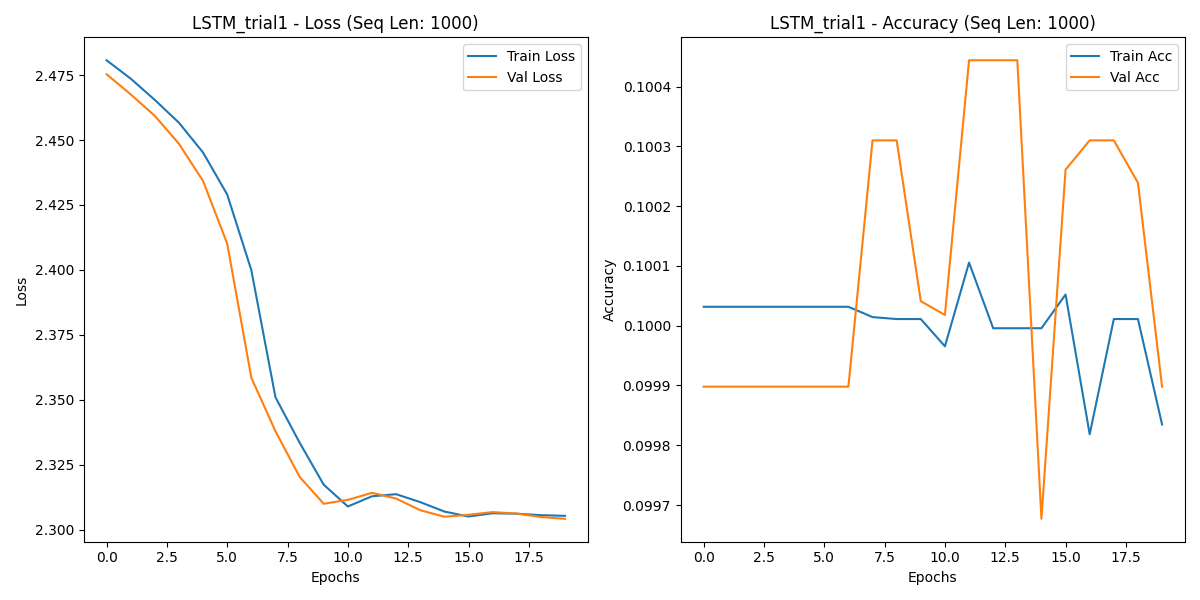 LSTM_trial1 - Loss (Seq Len: 1000)
Train Loss
Val Loss
2.475
2.450
2.425
2.400
2.375
2.350
2.325
2.300
Loss
0.0 2.5 5.0 7.5 10.0 12.5 15.0 17.5
Epochs
LSTM_trial1 - Accuracy (Seq Len: 1000)
Train Acc
Val Acc
0.1004
0.1003
0.1002
0.1001
0.1000
0.0999
0.0998
0.0997
Accuracy
0.0 2.5 5.0 7.5 10.0 12.5 15.0 17.5
Epochs